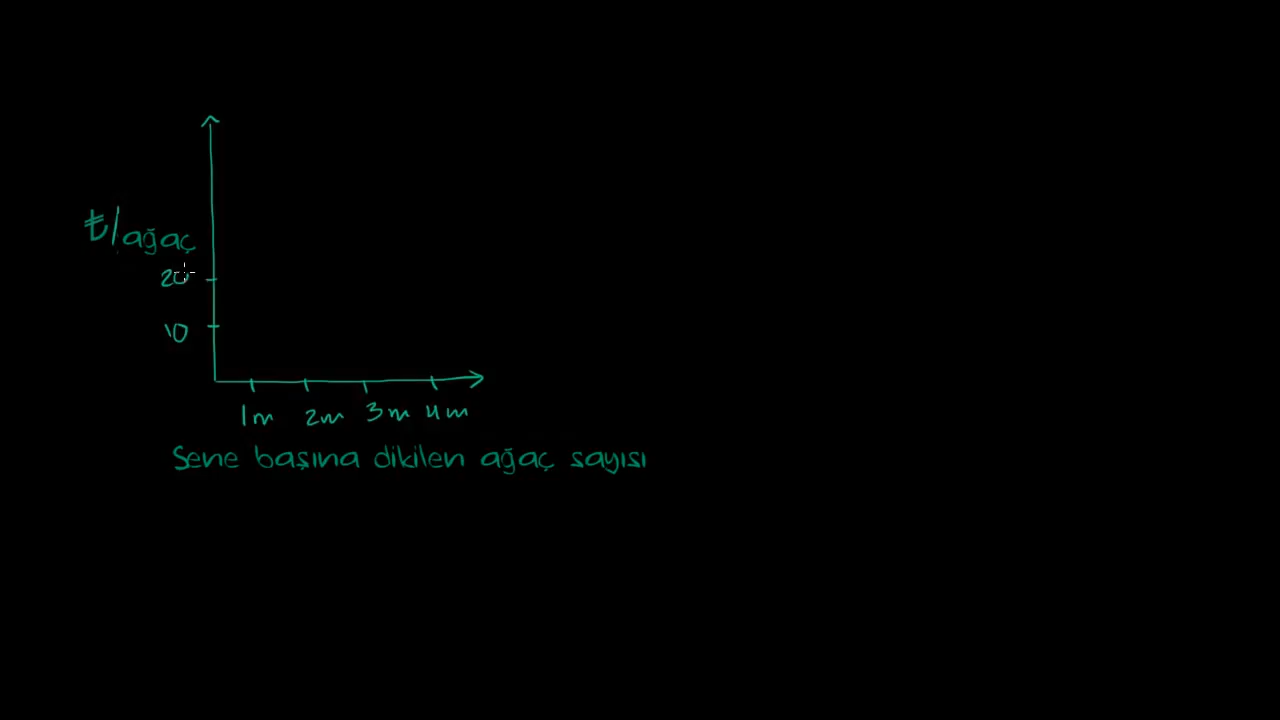 ₺/ağaç
20
10
1m 2m 3m 4m
Sene başına dikilen ağaç sayısı